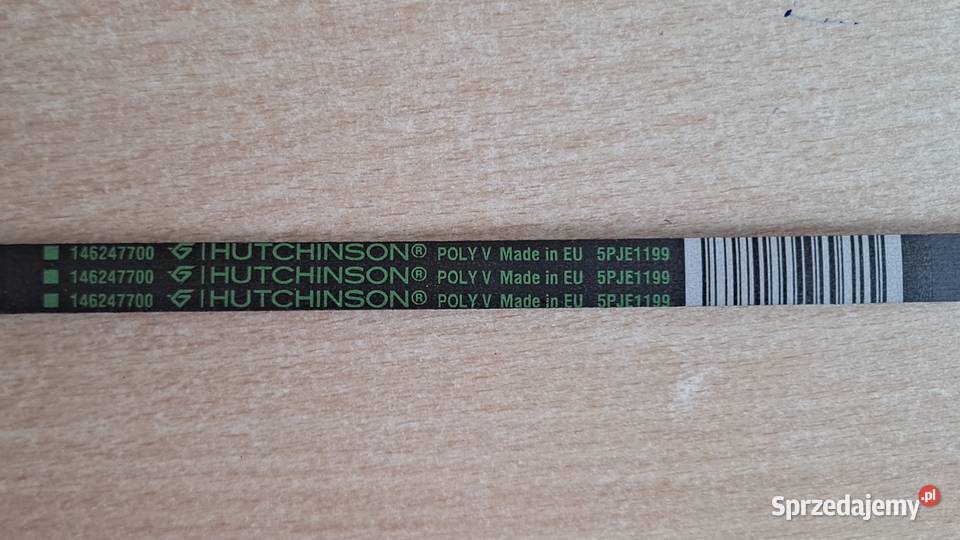 146247700 | HUTCHINSON® POLY V Made in EU 5PJE1199
146247700 | HUTCHINSON® POLY V Made in EU 5PJE1199
146247700 | HUTCHINSON® POLY V Made in EU 5PJE1199
Sprzedajemy.pl